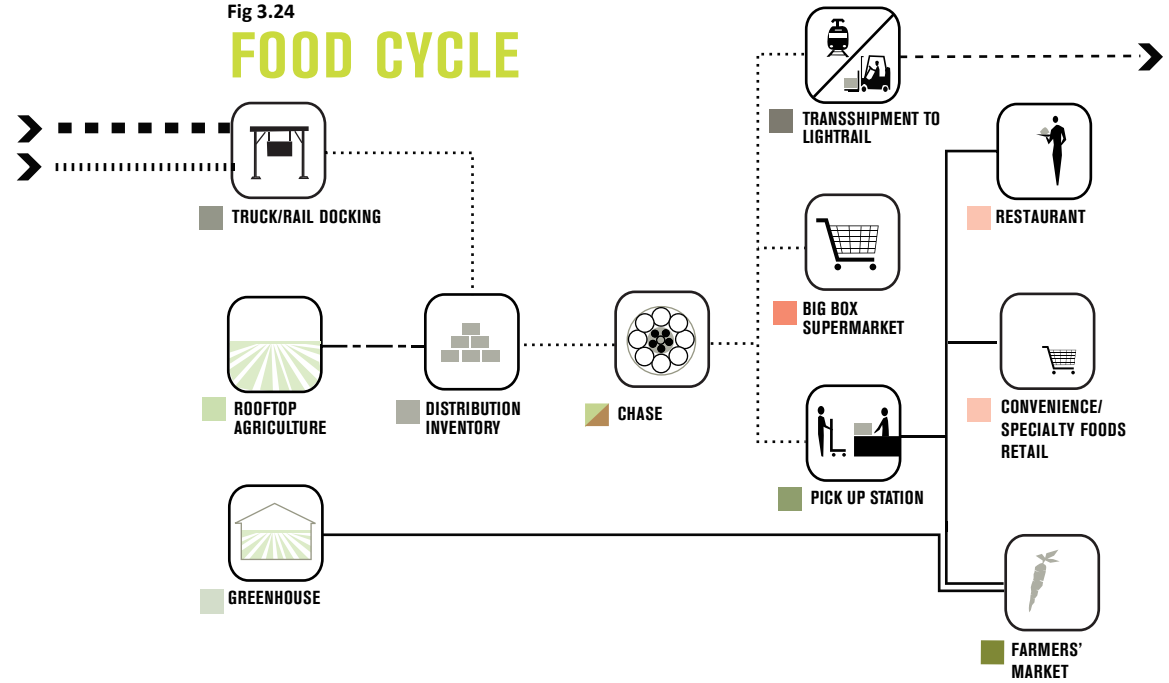 Fig 3.24
FOOD CYCLE
TRANSSHIPMENT TO
LIGHTRAIL
TRUCK/RAIL DOCKING
RESTAURANT
BIG BOX
SUPERMARKET
ROOFTOP
AGRICULTURE
DISTRIBUTION
INVENTORY
CHASE
CONVENIENCE/
SPECIALTY FOODS
RETAIL
PICK UP STATION
GREENHOUSE
FARMERS'
MARKET